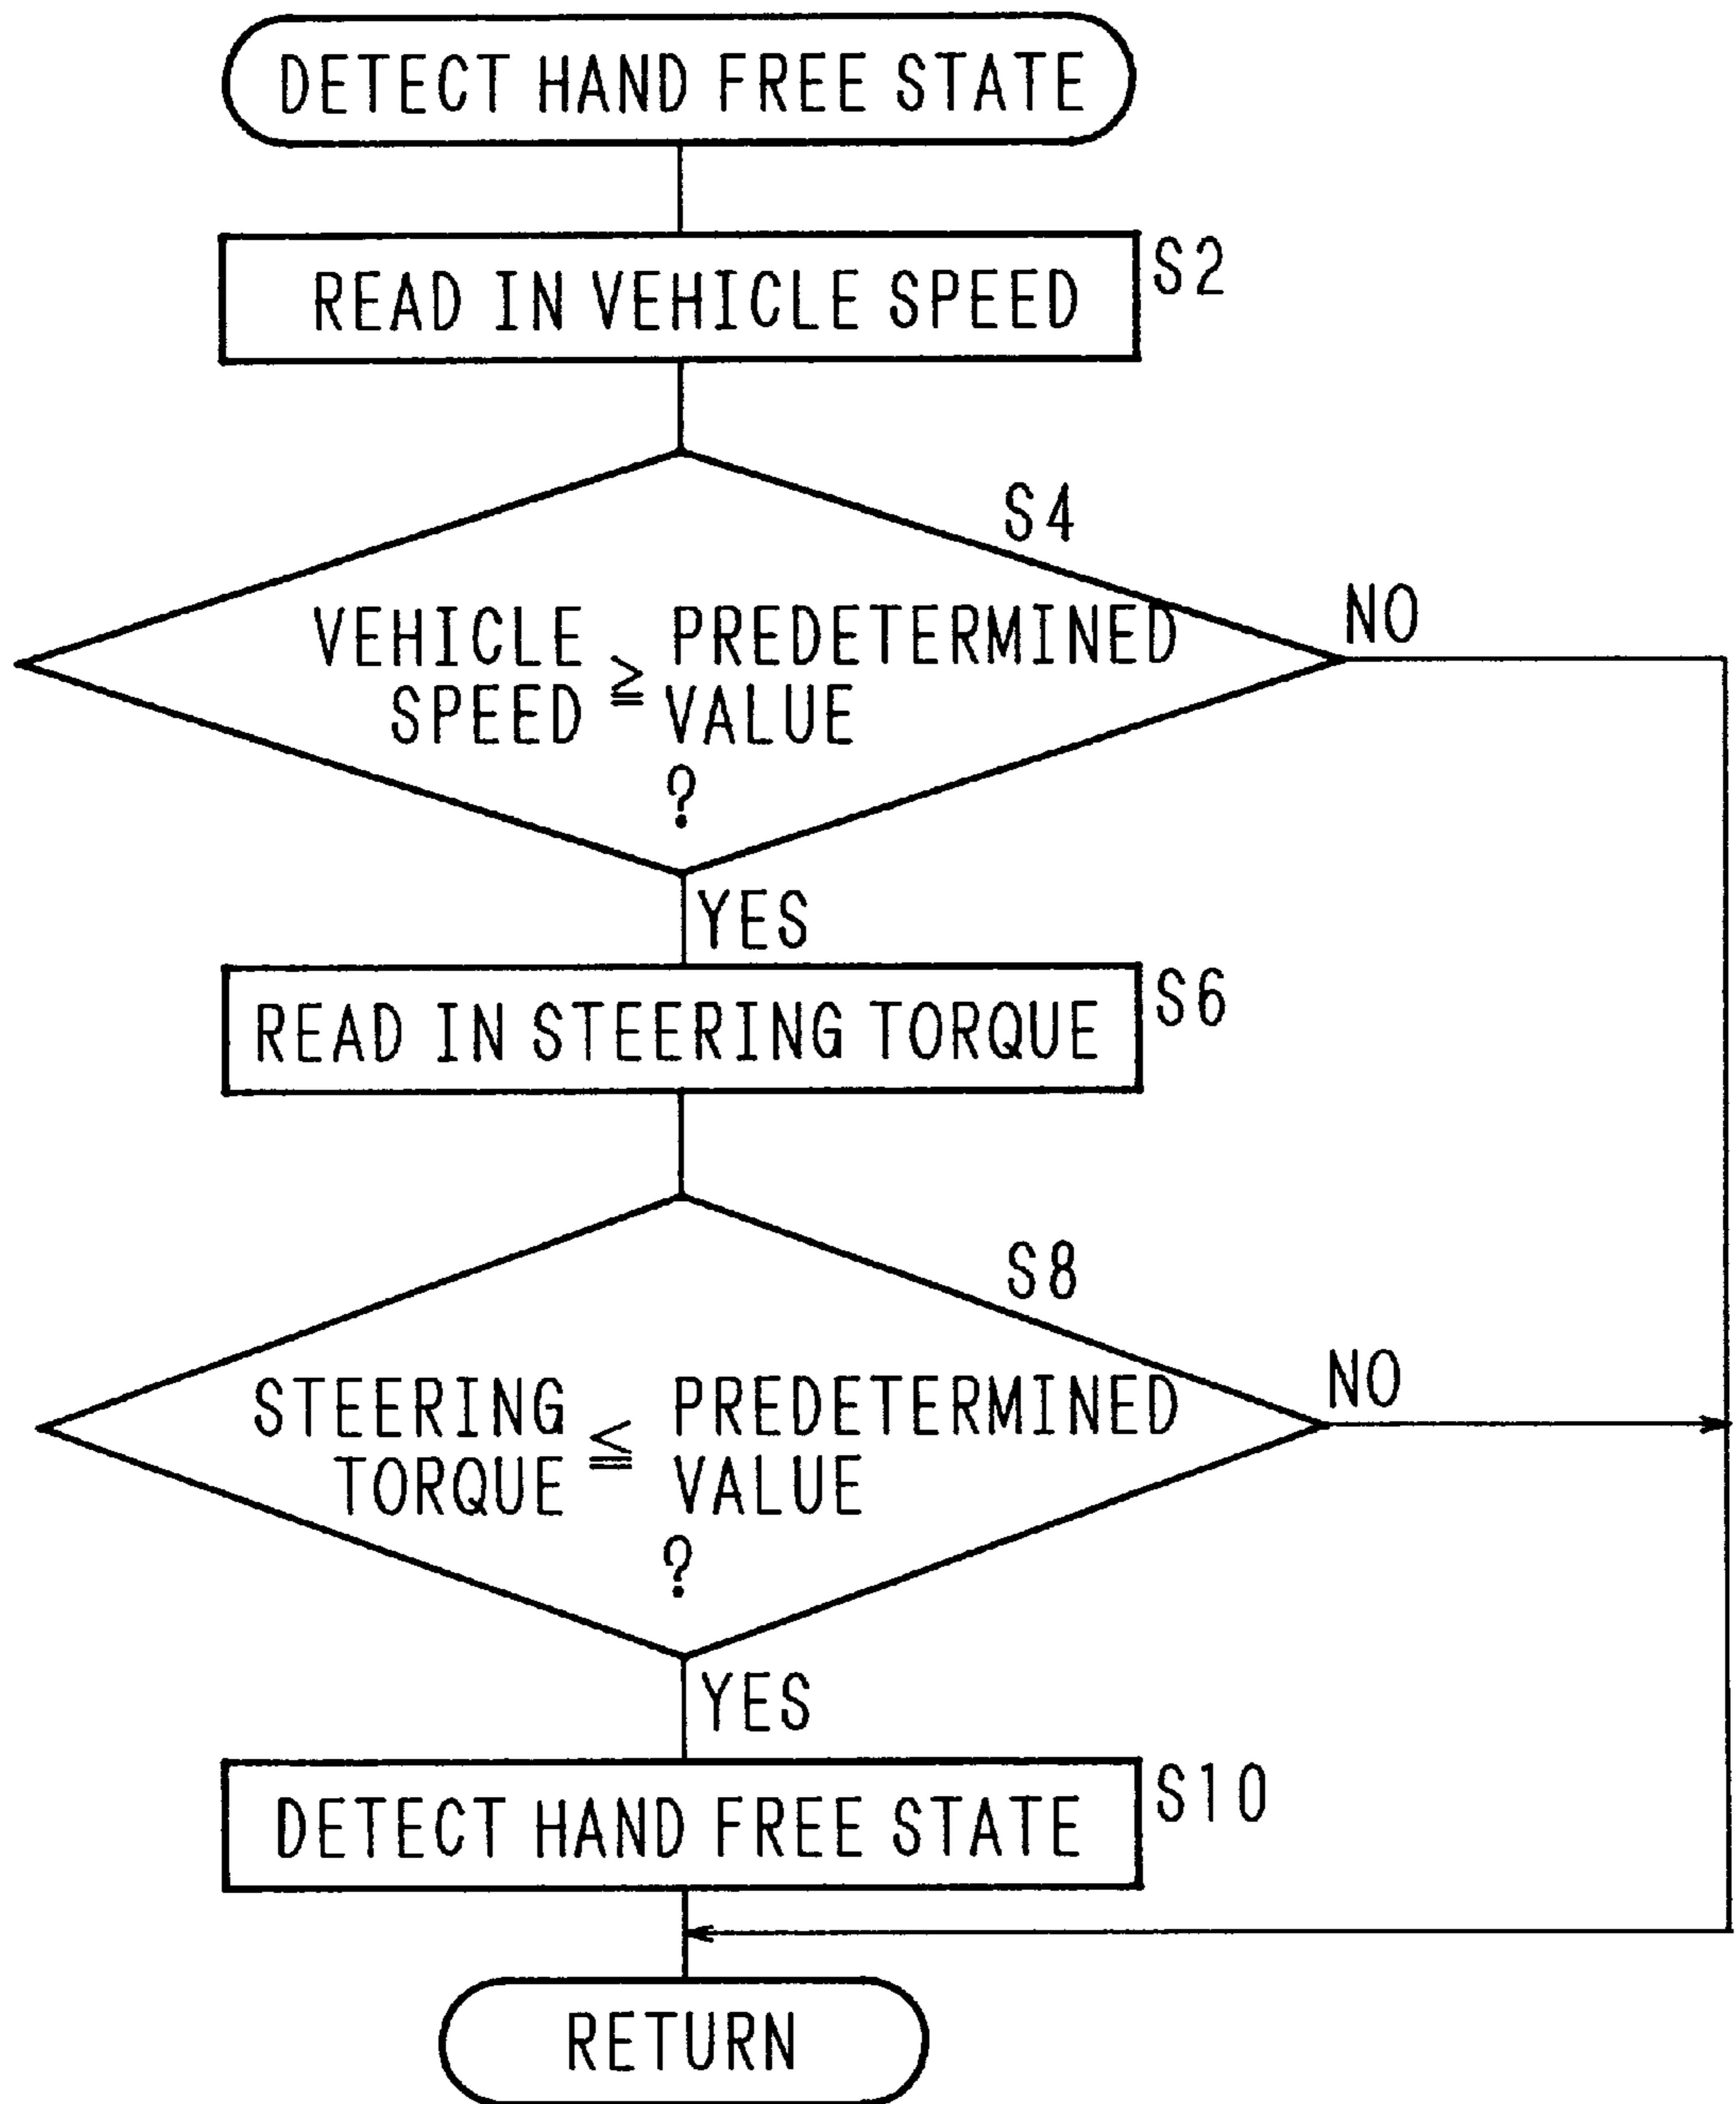 DETECT HAND FREE STATE
READ IN VEHICLE SPEED
S2
S4
VEHICLE ≧ PREDETERMINED
SPEED VALUE
?
NO
YES
READ IN STEERING TORQUE
S6
S8
STEERING ≦ PREDETERMINED
TORQUE VALUE
?
NO
YES
DETECT HAND FREE STATE
S10
RETURN